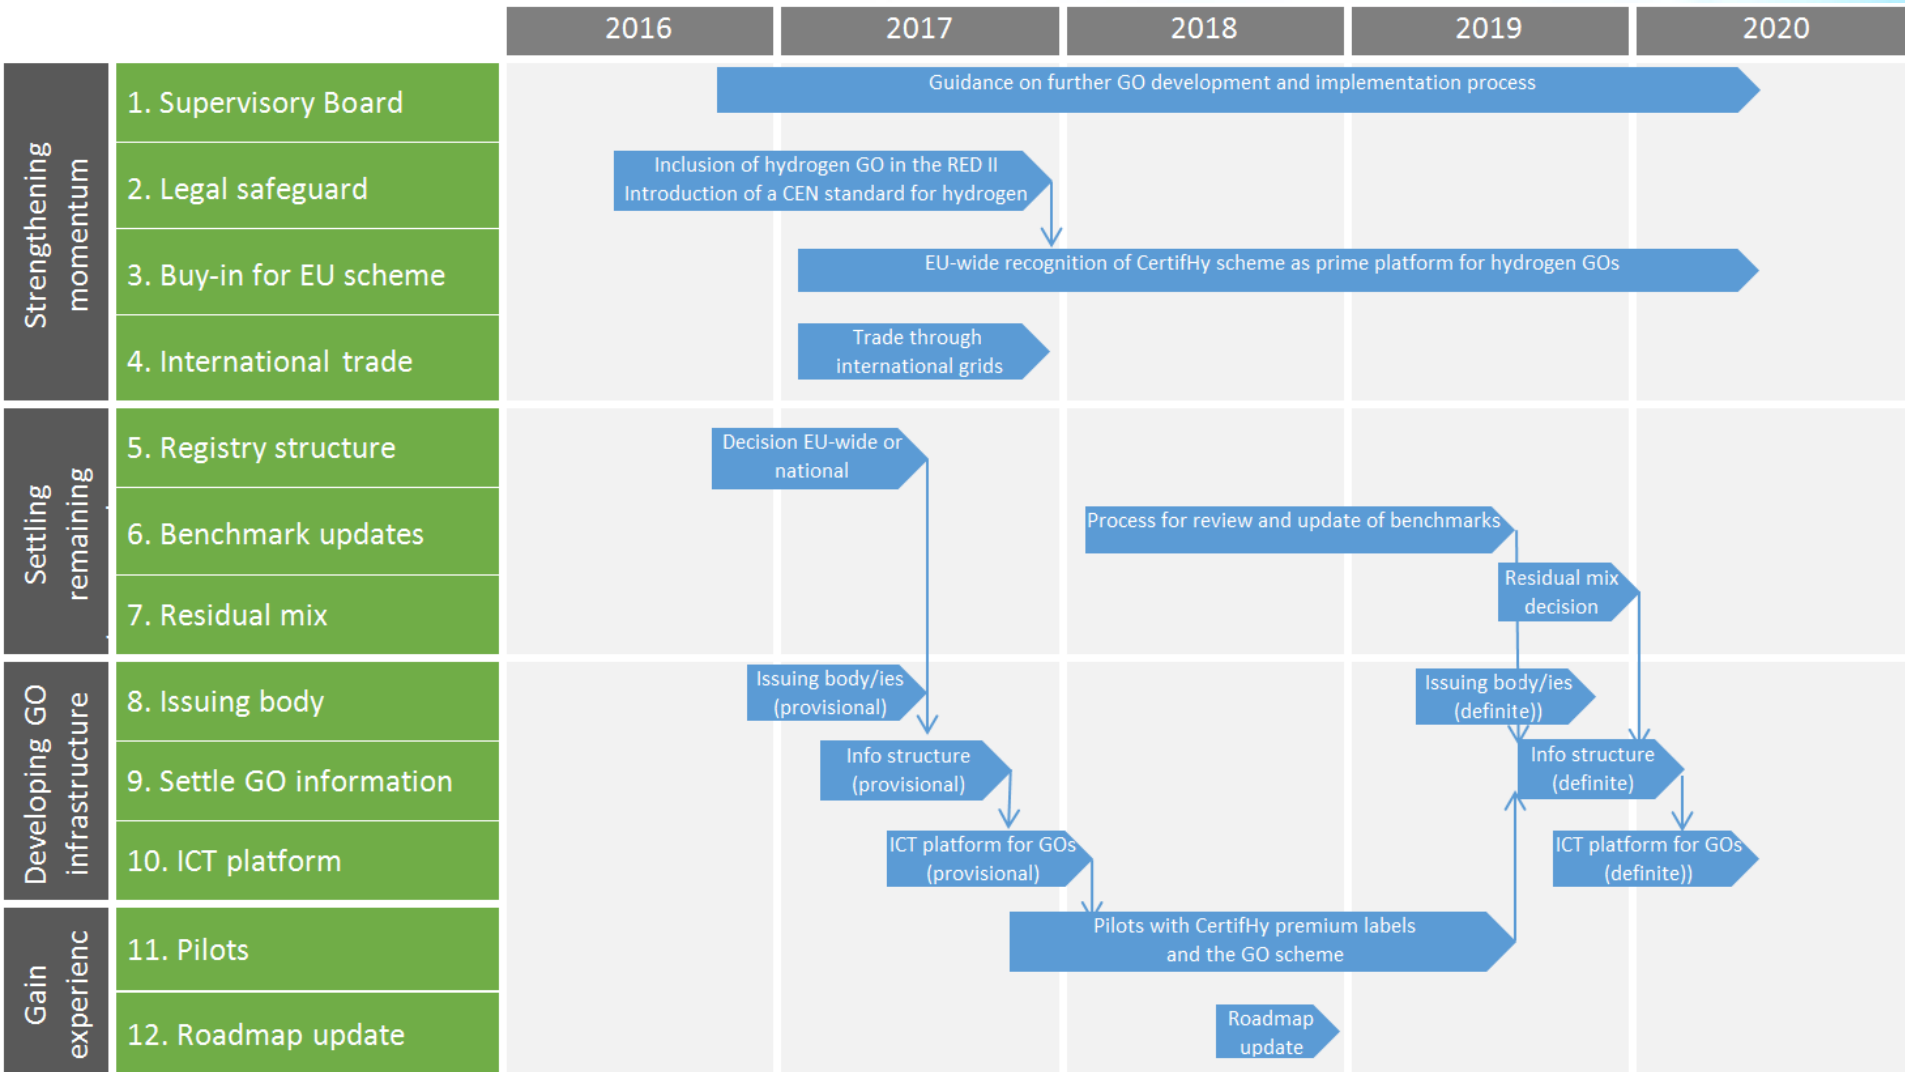 2016
2017
2018
2019
2020
Strengthening
momentum
1. Supervisory Board
Guidance on further GO development and implementation process
2. Legal safeguard
Inclusion of hydrogen GO in the RED II
Introduction of a CEN standard for hydrogen
3. Buy-in for EU scheme
EU-wide recognition of CertifHy scheme as prime platform for hydrogen GOs
4. International trade
Trade through
international grids
Settling
remaining
5. Registry structure
Decision EU-wide or
national
6. Benchmark updates
Process for review and update of benchmarks
7. Residual mix
Residual mix
decision
Developing GO
infrastructure
8. Issuing body
Issuing body/ies
(provisional)
Issuing body/ies
(definite))
9. Settle GO information
Info structure
(provisional)
Info structure
(definite)
10. ICT platform
ICT platform for GOs
(provisional)
ICT platform for GOs
(definite))
Gain
experienc
11. Pilots
Pilots with CertifHy premium labels
and the GO scheme
12. Roadmap update
Roadmap
update